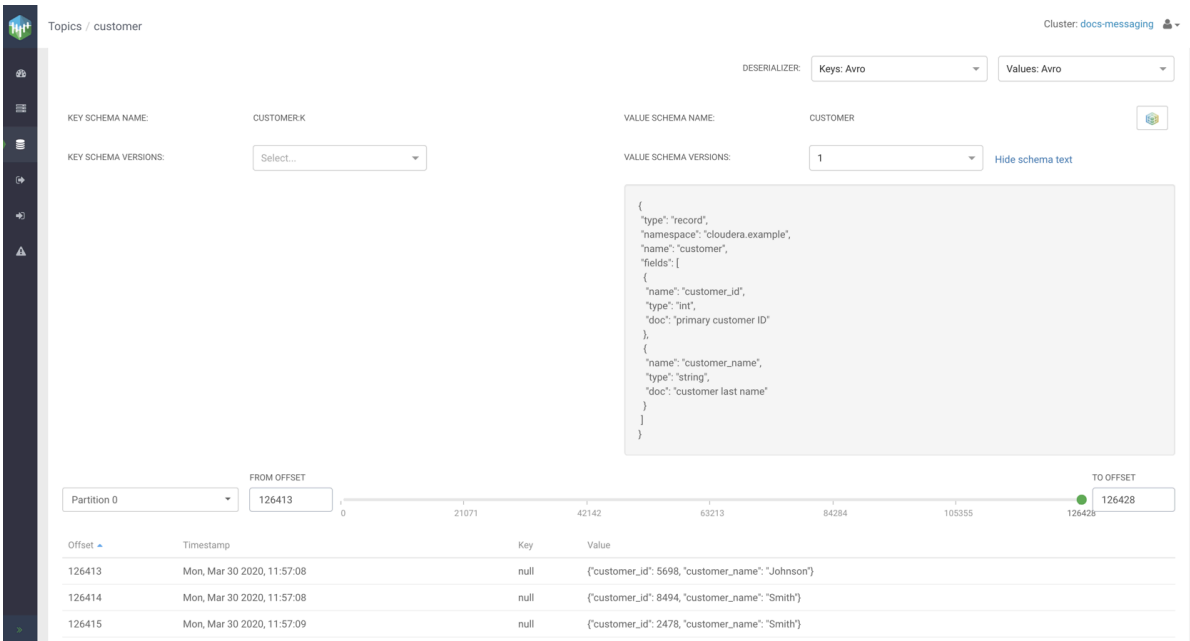 Topics / customer
Cluster: docs-messaging
DESERIALIZER: Keys: Avro Values: Avro
KEY SCHEMA NAME: CUSTOMER:K VALUE SCHEMA NAME: CUSTOMER
KEY SCHEMA VERSIONS: Select... VALUE SCHEMA VERSIONS: 1 Hide schema text
{
"type": "record",
"namespace": "cloudera.example",
"name": "customer",
"fields": [
{
"name": "customer_id",
"type": "int",
"doc": "primary customer ID"
},
{
"name": "customer_name",
"type": "string",
"doc": "customer last name"
}
]
}
FROM OFFSET TO OFFSET
Partition 0 126413 126428
0 21071 42142 63213 84284 105355 126428
Offset Timestamp Key Value
126413 Mon, Mar 30 2020, 11:57:08 null {"customer_id": 5698, "customer_name": "Johnson"}
126414 Mon, Mar 30 2020, 11:57:08 null {"customer_id": 8494, "customer_name": "Smith"}
126415 Mon, Mar 30 2020, 11:57:09 null {"customer_id": 2478, "customer_name": "Smith"}